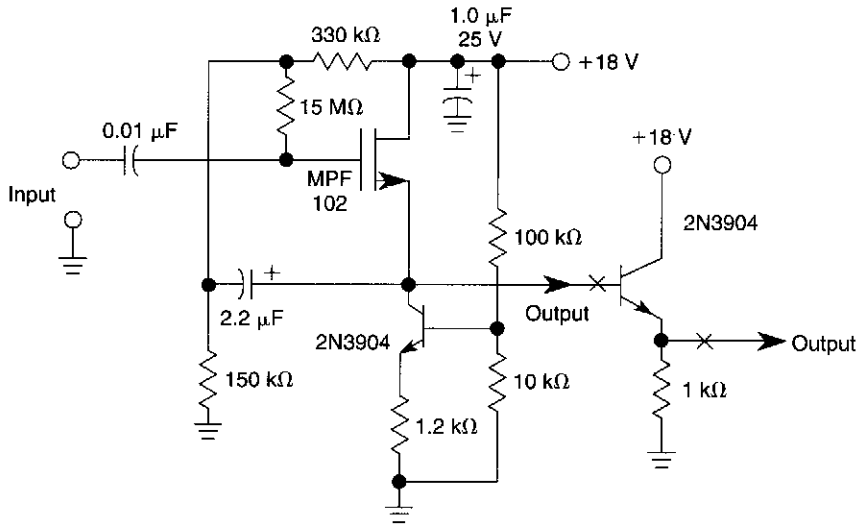 1.0 µF
25 V
330 kΩ
+18 V
15 MΩ
0.01 µF
+
+18 V
Input
MPF
102
2N3904
100 kΩ
+
2.2 µF
Output
2N3904
Output
150 kΩ
10 kΩ
1 kΩ
1.2 kΩ